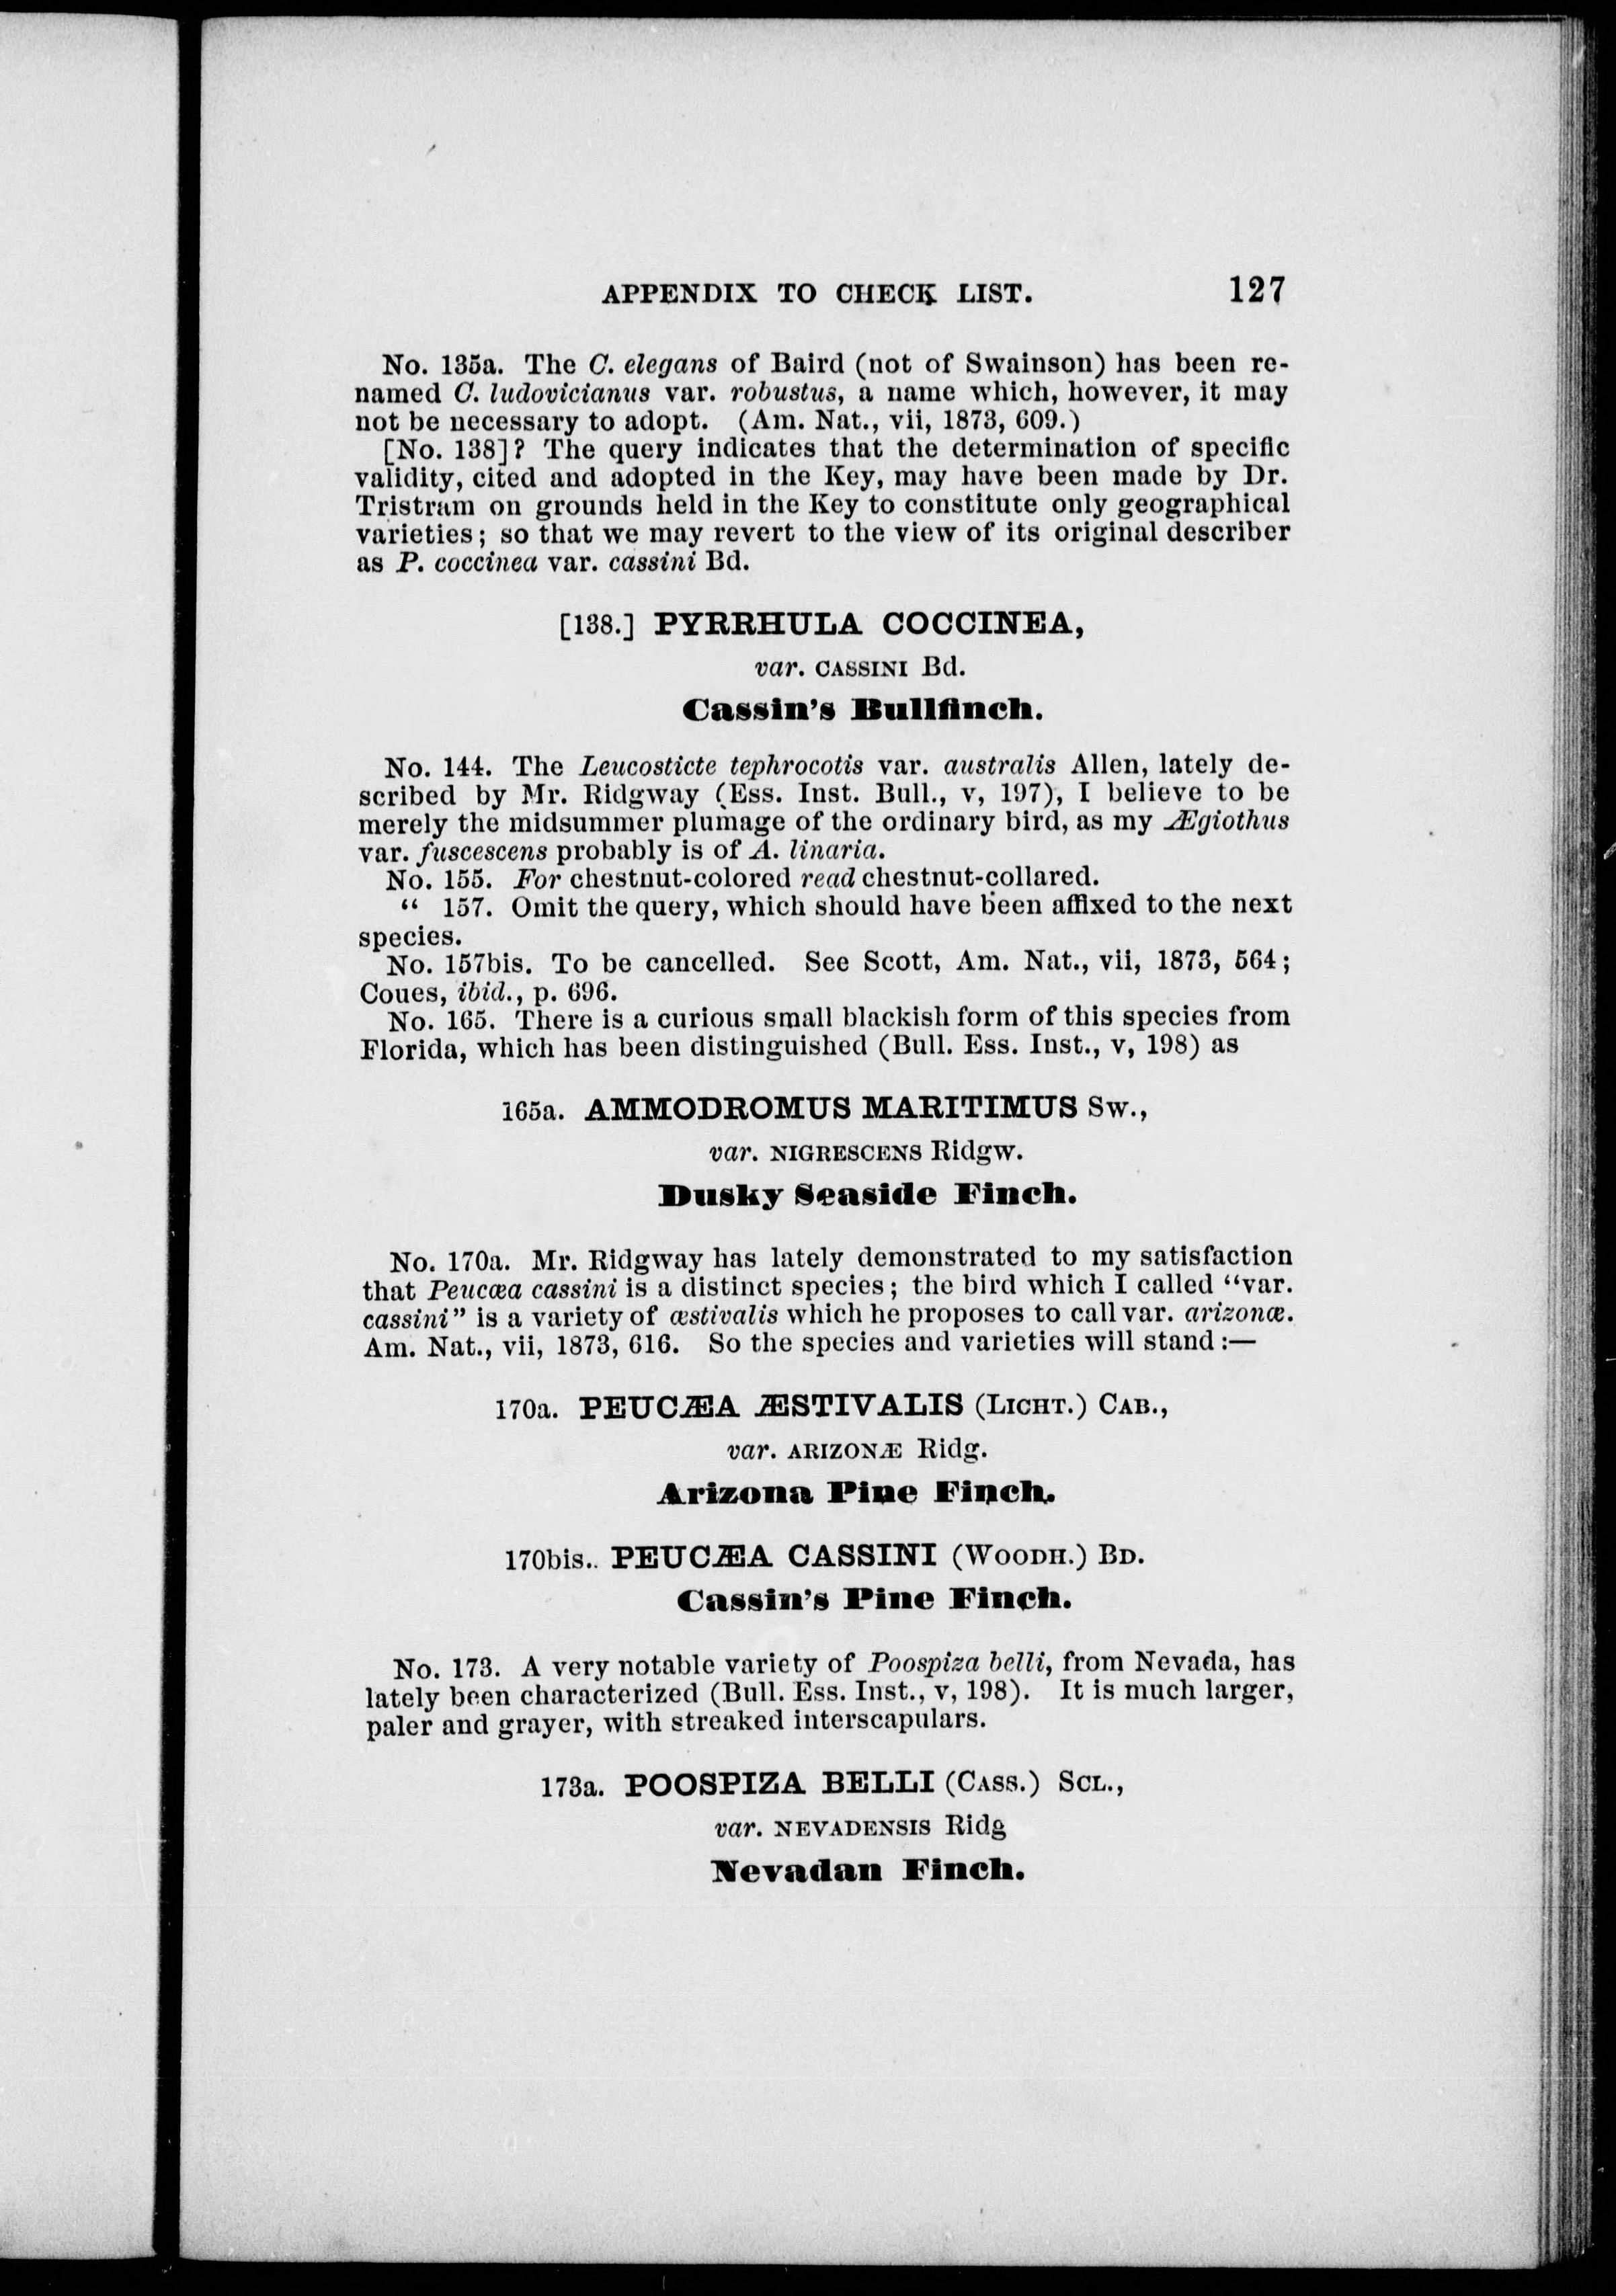 APPENDIX TO CHECK LIST. 127
No. 135a. The C. elegans of Baird (not of Swainson) has been re-
named C. ludovicianus var. robustus, a name which, however, it may
not be necessary to adopt. (Am. Nat., vii, 1873, 609.)
[No. 138]? The query indicates that the determination of specific
validity, cited and adopted in the Key, may have been made by Dr.
Tristram on grounds held in the Key to constitute only geographical
varieties; so that we may revert to the view of its original describer
as P. coccinea var. cassini Bd.
[138.] PYRRHULA COCCINEA,
var. CASSINI Bd.
Cassin's Bullfinch.
No. 144. The Leucosticte tephrocotis var. australis Allen, lately de-
scribed by Mr. Ridgway (Ess. Inst. Bull., v, 197), I believe to be
merely the midsummer plumage of the ordinary bird, as my Ægiothus
var. fuscescens probably is of A. linaria.
No. 155. For chestnut-colored read chestnut-collared.
" 157. Omit the query, which should have been affixed to the next
species.
No. 157bis. To be cancelled. See Scott, Am. Nat., vii, 1873, 564;
Coues, ibid., p. 696.
No. 165. There is a curious small blackish form of this species from
Florida, which has been distinguished (Bull. Ess. Inst., v, 198) as
165a. AMMODROMUS MARITIMUS Sw.,
var. NIGRESCENS Ridgw.
Dusky Seaside Finch.
No. 170a. Mr. Ridgway has lately demonstrated to my satisfaction
that Peucæa cassini is a distinct species; the bird which I called "var.
cassini" is a variety of æstivalis which he proposes to call var. arizonæ.
Am. Nat., vii, 1873, 616. So the species and varieties will stand:—
170a. PEUCÆA ÆSTIVALIS (LICHT.) CAB.,
var. ARIZONÆ Ridg.
Arizona Pine Finch.
170bis.. PEUCÆA CASSINI (WOODH.) BD.
Cassin's Pine Finch.
No. 173. A very notable variety of Poospiza belli, from Nevada, has
lately been characterized (Bull. Ess. Inst., v, 198). It is much larger,
paler and grayer, with streaked interscapulars.
173a. POOSPIZA BELLI (CASS.) SCL.,
var. NEVADENSIS Ridg
Nevadan Finch.